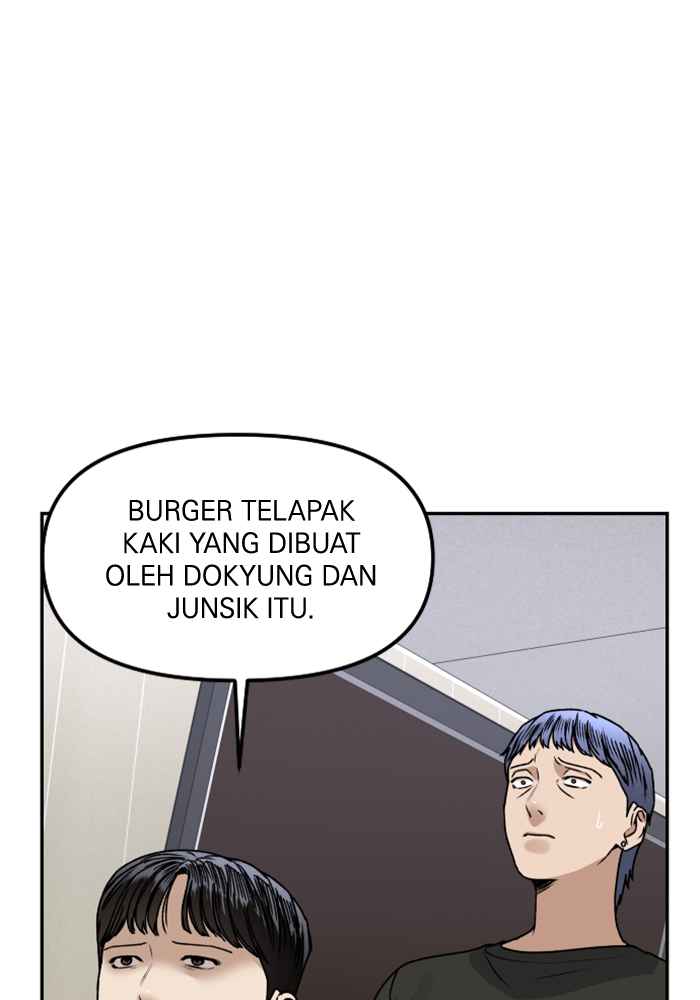 BURGER TELAPAK
KAKI YANG DIBUAT
OLEH DOKYUNG DAN
JUNSIK ITU.